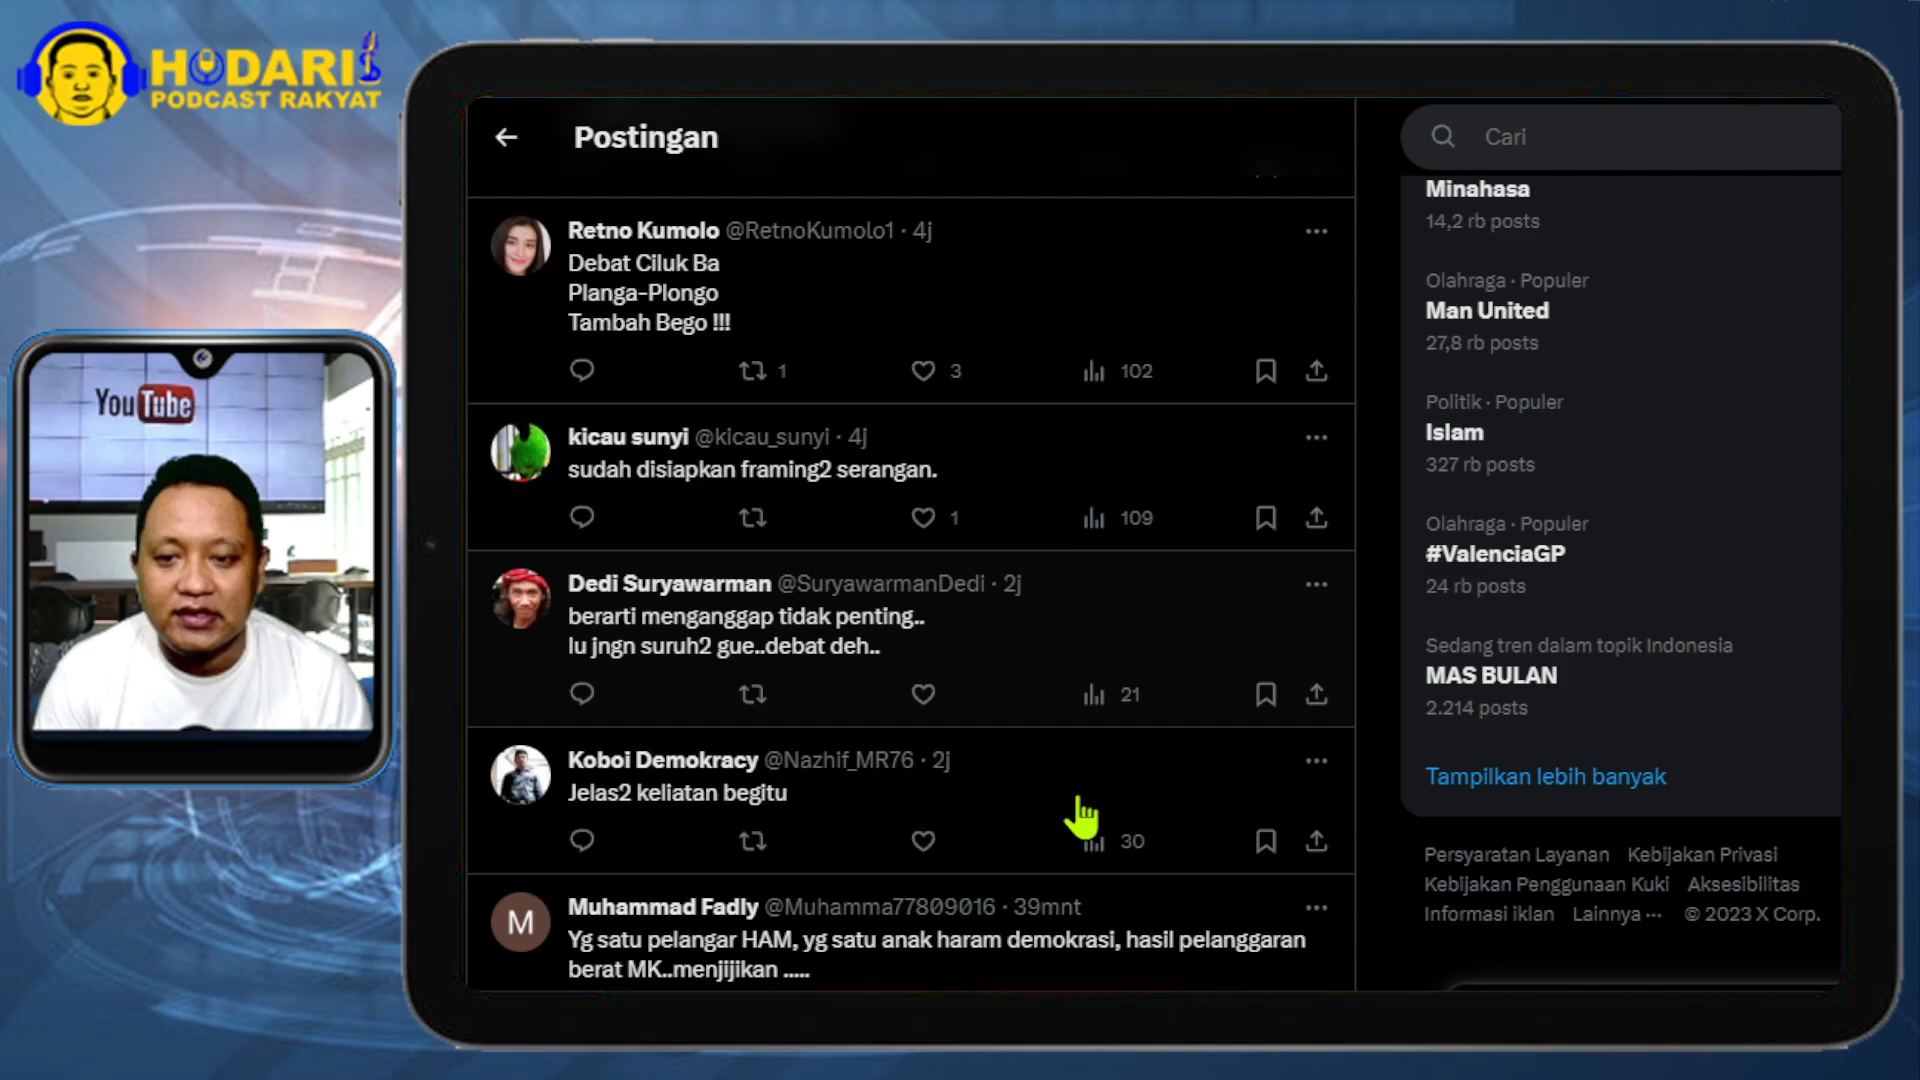 HODARI
PODCAST RAKYAT
YouTube
Postingan
Retno Kumolo @RetnoKumolo1 · 4j
Debat Ciluk Ba
Planga-Plongo
Tambah Bego !!!
1
3
102
kicau sunyi @kicau_sunyi · 4j
sudah disiapkan framing2 serangan.
1
109
Dedi Suryawarman @SuryawarmanDedi · 2j
berarti menganggap tidak penting..
lu jngn suruh2 gue..debat deh..
21
Koboi Demokracy @Nazhif_MR76 · 2j
Jelas2 keliatan begitu
30
M
Muhammad Fadly @Muhamma77809016 · 39mnt
Yg satu pelangar HAM, yg satu anak haram demokrasi, hasil pelanggaran
berat MK..menjijikan .....
Cari
Minahasa
14,2 rb posts
Olahraga · Populer
Man United
27,8 rb posts
Politik · Populer
Islam
327 rb posts
Olahraga · Populer
#ValenciaGP
24 rb posts
Sedang tren dalam topik Indonesia
MAS BULAN
2.214 posts
Tampilkan lebih banyak
Persyaratan Layanan Kebijakan Privasi
Kebijakan Penggunaan Kuki Aksesibilitas
Informasi iklan Lainnya ··· © 2023 X Corp.